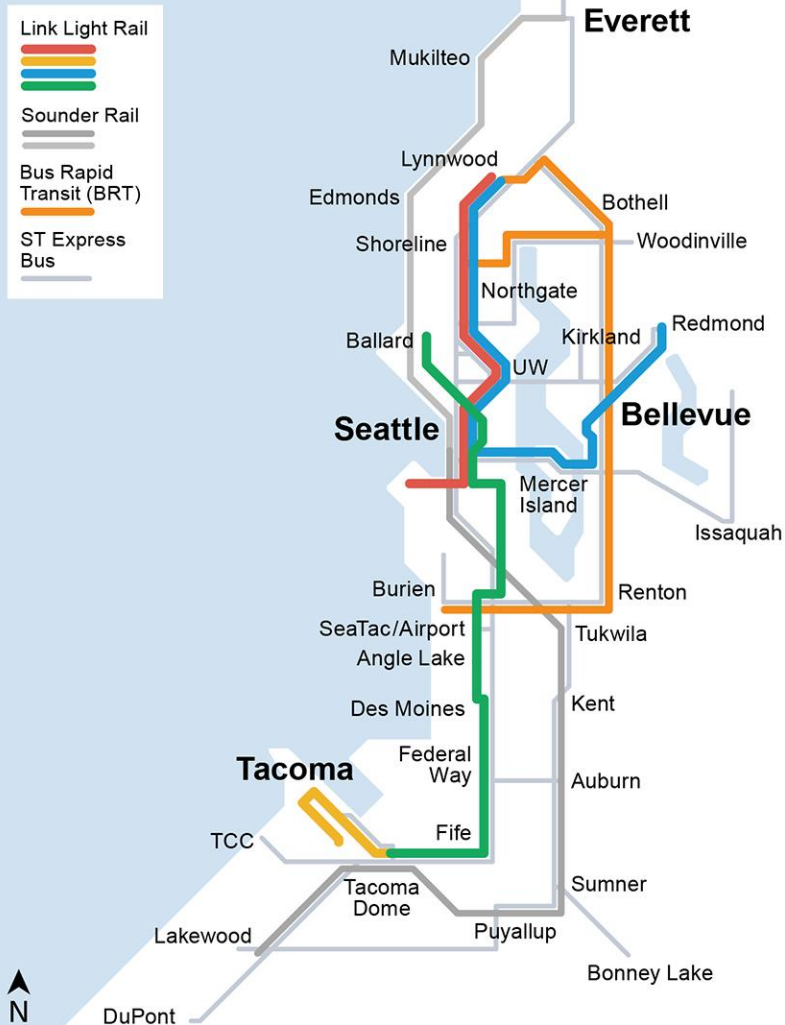 Link Light Rail
Sounder Rail
Bus Rapid
Transit (BRT)
ST Express
Bus
Everett
Mukilteo
Lynnwood
Edmonds
Bothell
Shoreline
Woodinville
Northgate
Ballard
Kirkland
Redmond
UW
Seattle
Bellevue
Mercer
Island
Issaquah
Burien
Renton
SeaTac/Airport
Tukwila
Angle Lake
Des Moines
Kent
Federal
Way
Auburn
Tacoma
TCC
Fife
Tacoma
Dome
Sumner
Puyallup
Lakewood
Bonney Lake
DuPont
N